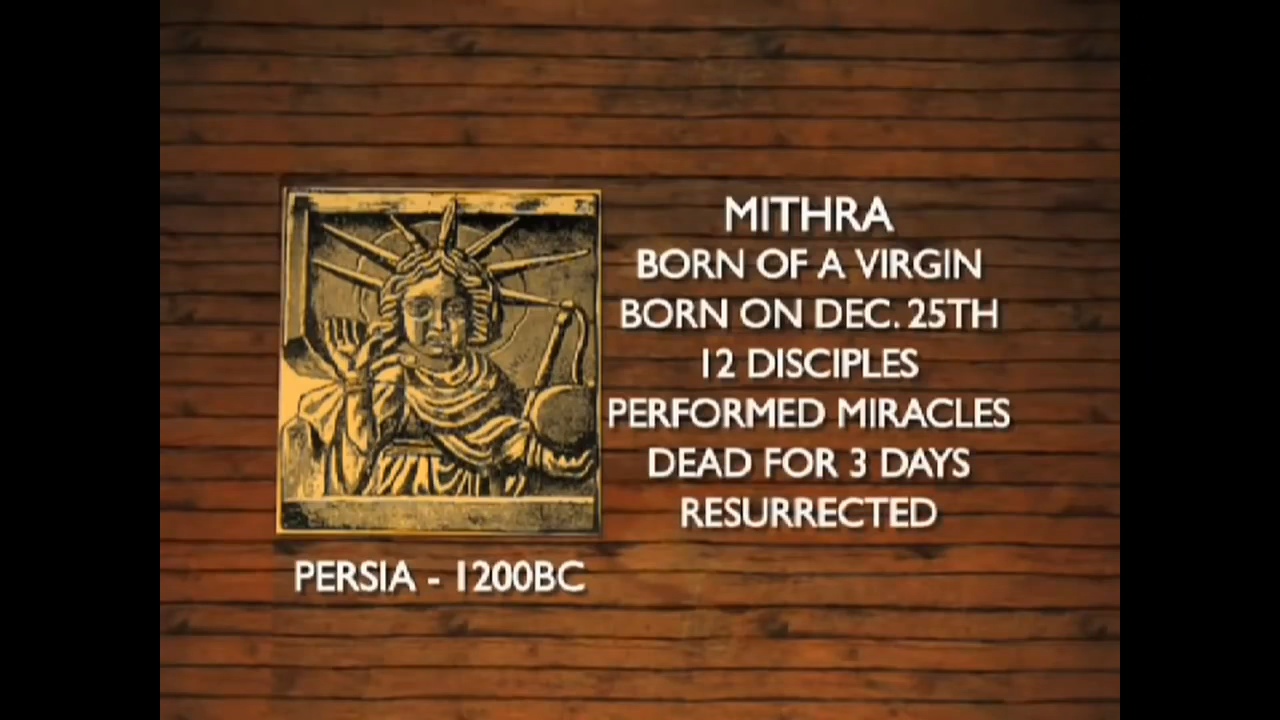 MITHRA
BORN OF A VIRGIN
BORN ON DEC. 25TH
12 DISCIPLES
PERFORMED MIRACLES
DEAD FOR 3 DAYS
RESURRECTED
PERSIA - 1200BC